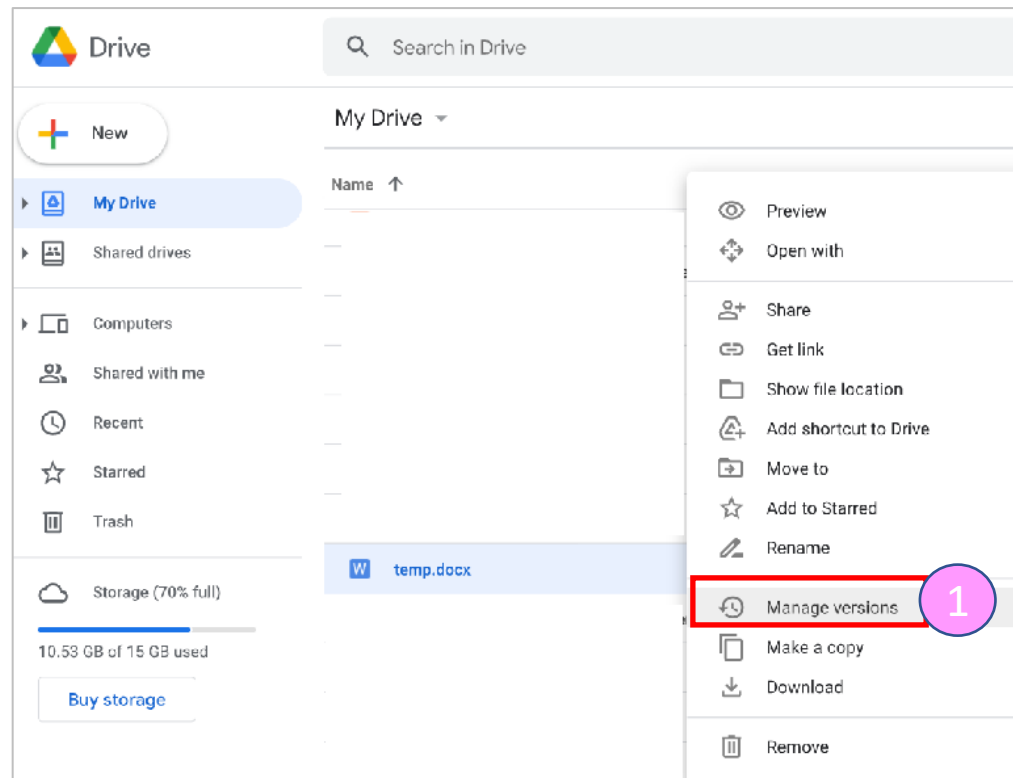 Drive
Search in Drive
New
My Drive
Name
My Drive
Shared drives
Computers
Shared with me
Recent
Starred
Trash
Storage (70% full)
10.53 GB of 15 GB used
Buy storage
W temp.docx
Preview
Open with
Share
Get link
Show file location
Add shortcut to Drive
Move to
Add to Starred
Rename
Manage versions
1
Make a copy
Download
Remove